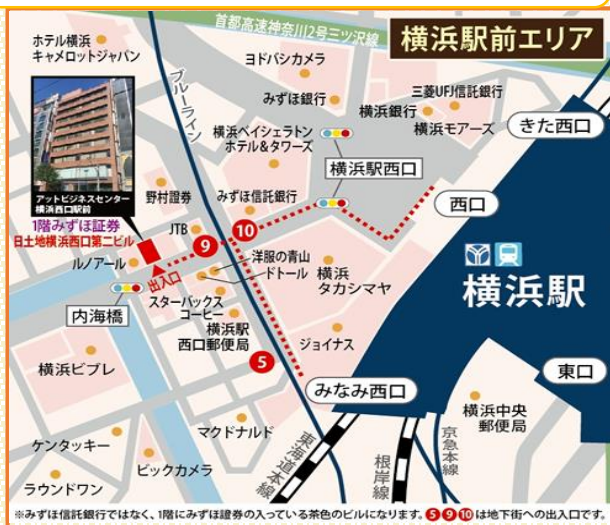 首都高速神奈川2号三ツ沢線
横浜駅前エリア
ホテル横浜
キャメロットジャパン
ヨドバシカメラ
ブルーライン
みずほ銀行
三菱UFJ信託銀行
横浜銀行
横浜モアーズ
きた西口
横浜ベイシェラトン
ホテル&タワーズ
横浜駅西口
西口
アットビジネスセンター
横浜西口駅前
野村證券
みずほ信託銀行
1階みずほ証券
日土地横浜西口第二ビル
JTB
9
10
洋服の青山
ドトール
横浜
タカシマヤ
横浜駅
ルノアール
出入口
内海橋
スターバックス
コーヒー
横浜駅
西口郵便局
5
ジョイナス
みなみ西口
東口
横浜ビブレ
マクドナルド
横浜中央
郵便局
ケンタッキー
ビックカメラ
ラウンドワン
東海道本線
根岸線
京急本線
※みずほ信託銀行ではなく、1階にみずほ證券の入っている茶色のビルになります。5 9 10は地下街への出入口です。